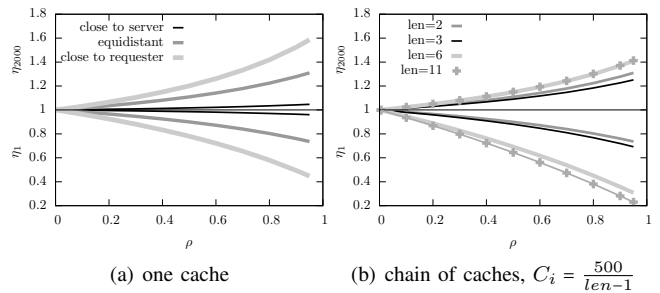 1.8
1.6
1.4
1.2
1
0.8
0.6
0.4
0.2
η2000
η1
close to server
equidistant
close to requester
0 0.2 0.4 0.6 0.8 1
ρ
(a) one cache
1.8
1.6
1.4
1.2
1
0.8
0.6
0.4
0.2
η2000
η1
len=2
len=3
len=6
len=11
0 0.2 0.4 0.6 0.8 1
ρ
(b) chain of caches, C_i = \frac{500}{len-1}